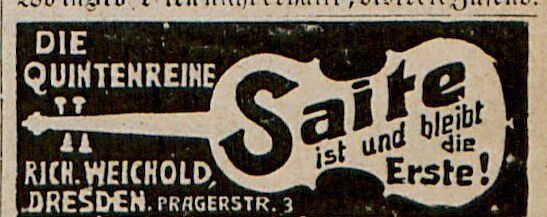 DIE
QUINTENREINE
Saite
ist und bleibt
die
Erste!
RICH. WEICHOLD,
DRESDEN. PRAGERSTR. 3